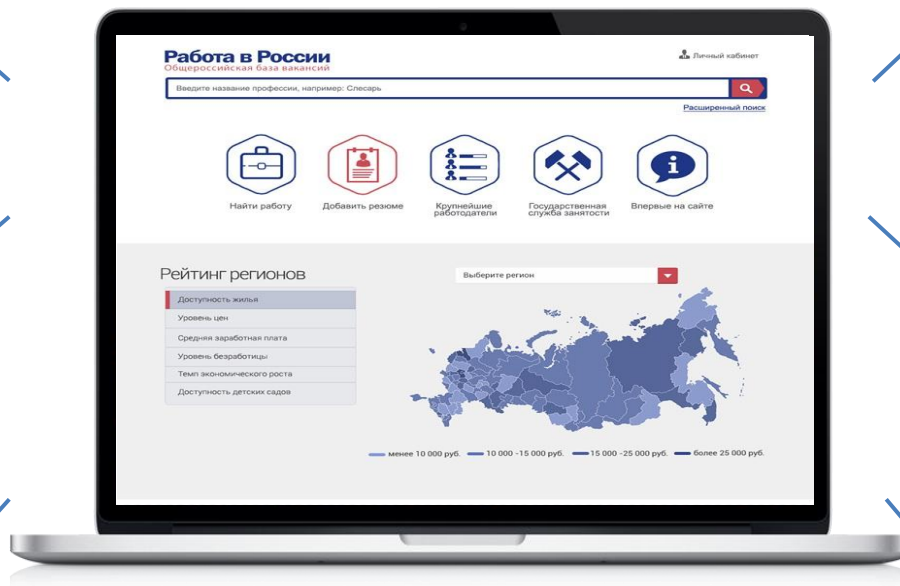 Работа в России
Общероссийская база вакансий
Личный кабинет
Введите название профессии, например: Слесарь
Расширенный поиск
Найти работу
Добавить резюме
Крупнейшие
работодатели
Государственная
служба занятости
Впервые на сайте
Рейтинг регионов
Выберите регион
Доступность жилья
Уровень цен
Средняя заработная плата
Уровень безработицы
Темп экономического роста
Доступность детских садов
менее 10 000 руб. 10 000 -15 000 руб. 15 000 -25 000 руб. более 25 000 руб.